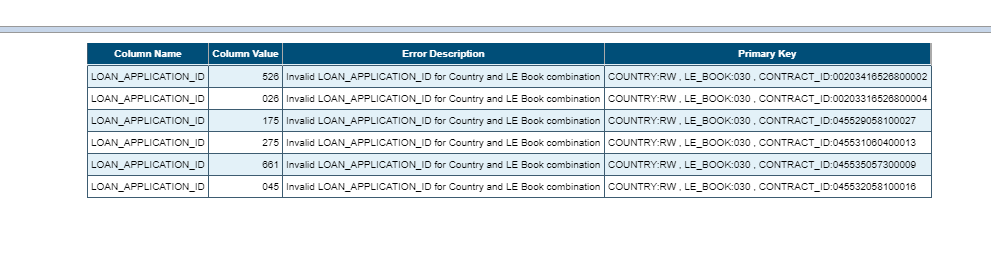 Column Name Column Value Error Description Primary Key
LOAN_APPLICATION_ID 526 Invalid LOAN_APPLICATION_ID for Country and LE Book combination COUNTRY:RW , LE_BOOK:030 , CONTRACT_ID:00203416526800002
LOAN_APPLICATION_ID 026 Invalid LOAN_APPLICATION_ID for Country and LE Book combination COUNTRY:RW , LE_BOOK:030 , CONTRACT_ID:00203316526800004
LOAN_APPLICATION_ID 175 Invalid LOAN_APPLICATION_ID for Country and LE Book combination COUNTRY:RW , LE_BOOK:030 , CONTRACT_ID:045529058100027
LOAN_APPLICATION_ID 275 Invalid LOAN_APPLICATION_ID for Country and LE Book combination COUNTRY:RW , LE_BOOK:030 , CONTRACT_ID:045531060400013
LOAN_APPLICATION_ID 661 Invalid LOAN_APPLICATION_ID for Country and LE Book combination COUNTRY:RW , LE_BOOK:030 , CONTRACT_ID:045535057300009
LOAN_APPLICATION_ID 045 Invalid LOAN_APPLICATION_ID for Country and LE Book combination COUNTRY:RW , LE_BOOK:030 , CONTRACT_ID:045532058100016